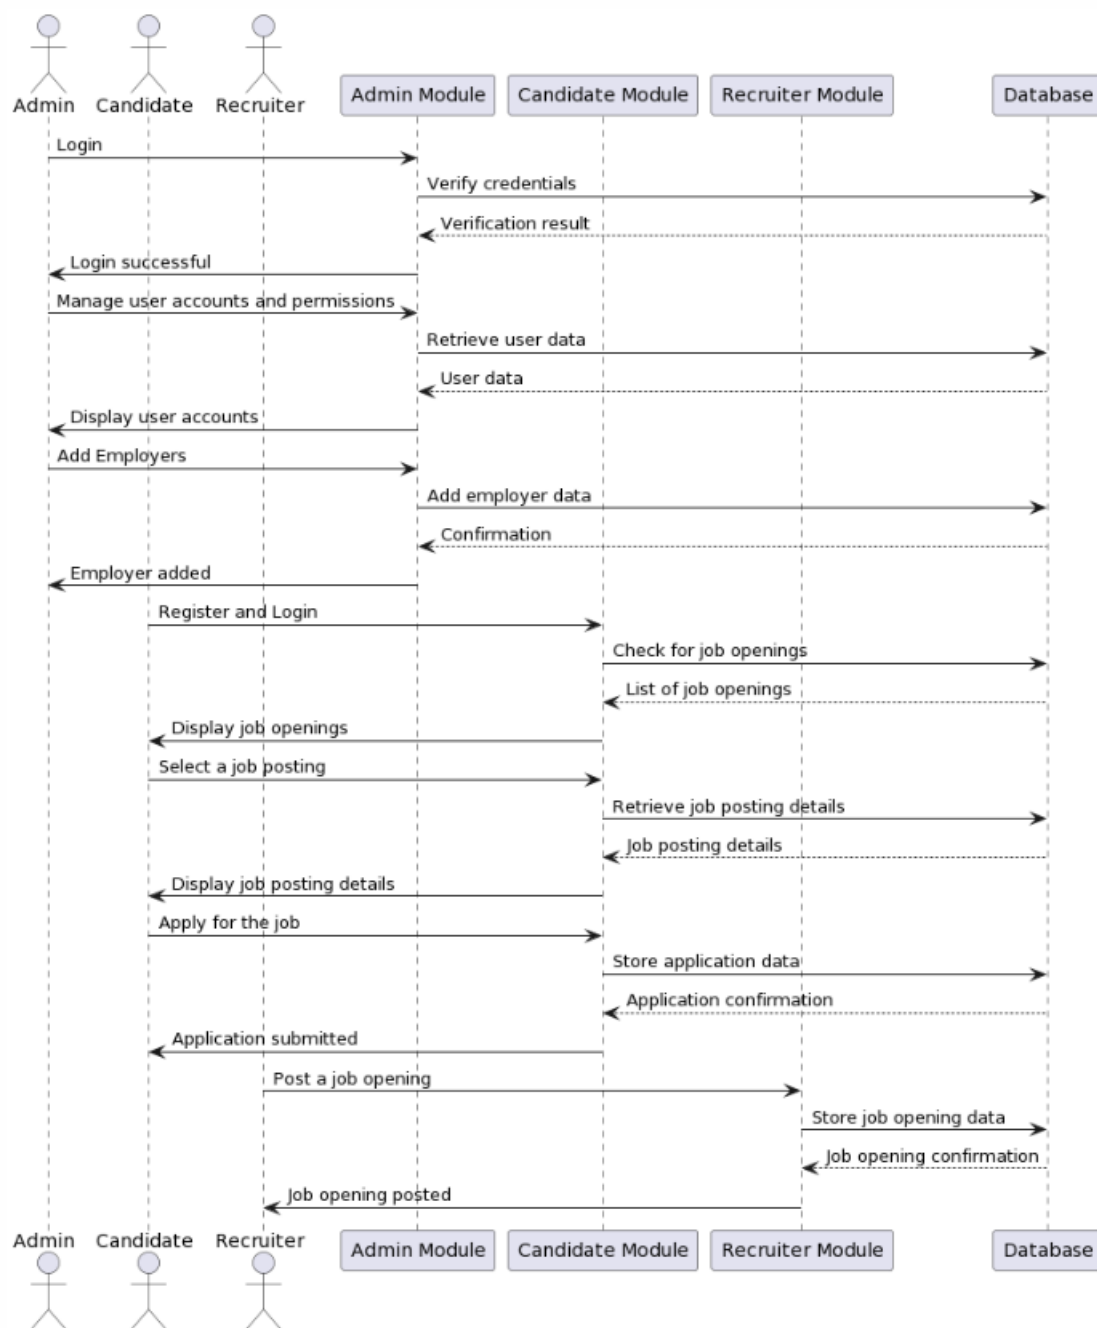 Admin Candidate Recruiter Admin Module Candidate Module Recruiter Module Database
Login
Verify credentials
Verification result
Login successful
Manage user accounts and permissions
Retrieve user data
User data
Display user accounts
Add Employers
Add employer data
Confirmation
Employer added
Register and Login
Check for job openings
List of job openings
Display job openings
Select a job posting
Retrieve job posting details
Job posting details
Display job posting details
Apply for the job
Store application data
Application confirmation
Application submitted
Post a job opening
Store job opening data
Job opening confirmation
Job opening posted
Admin Candidate Recruiter Admin Module Candidate Module Recruiter Module Database